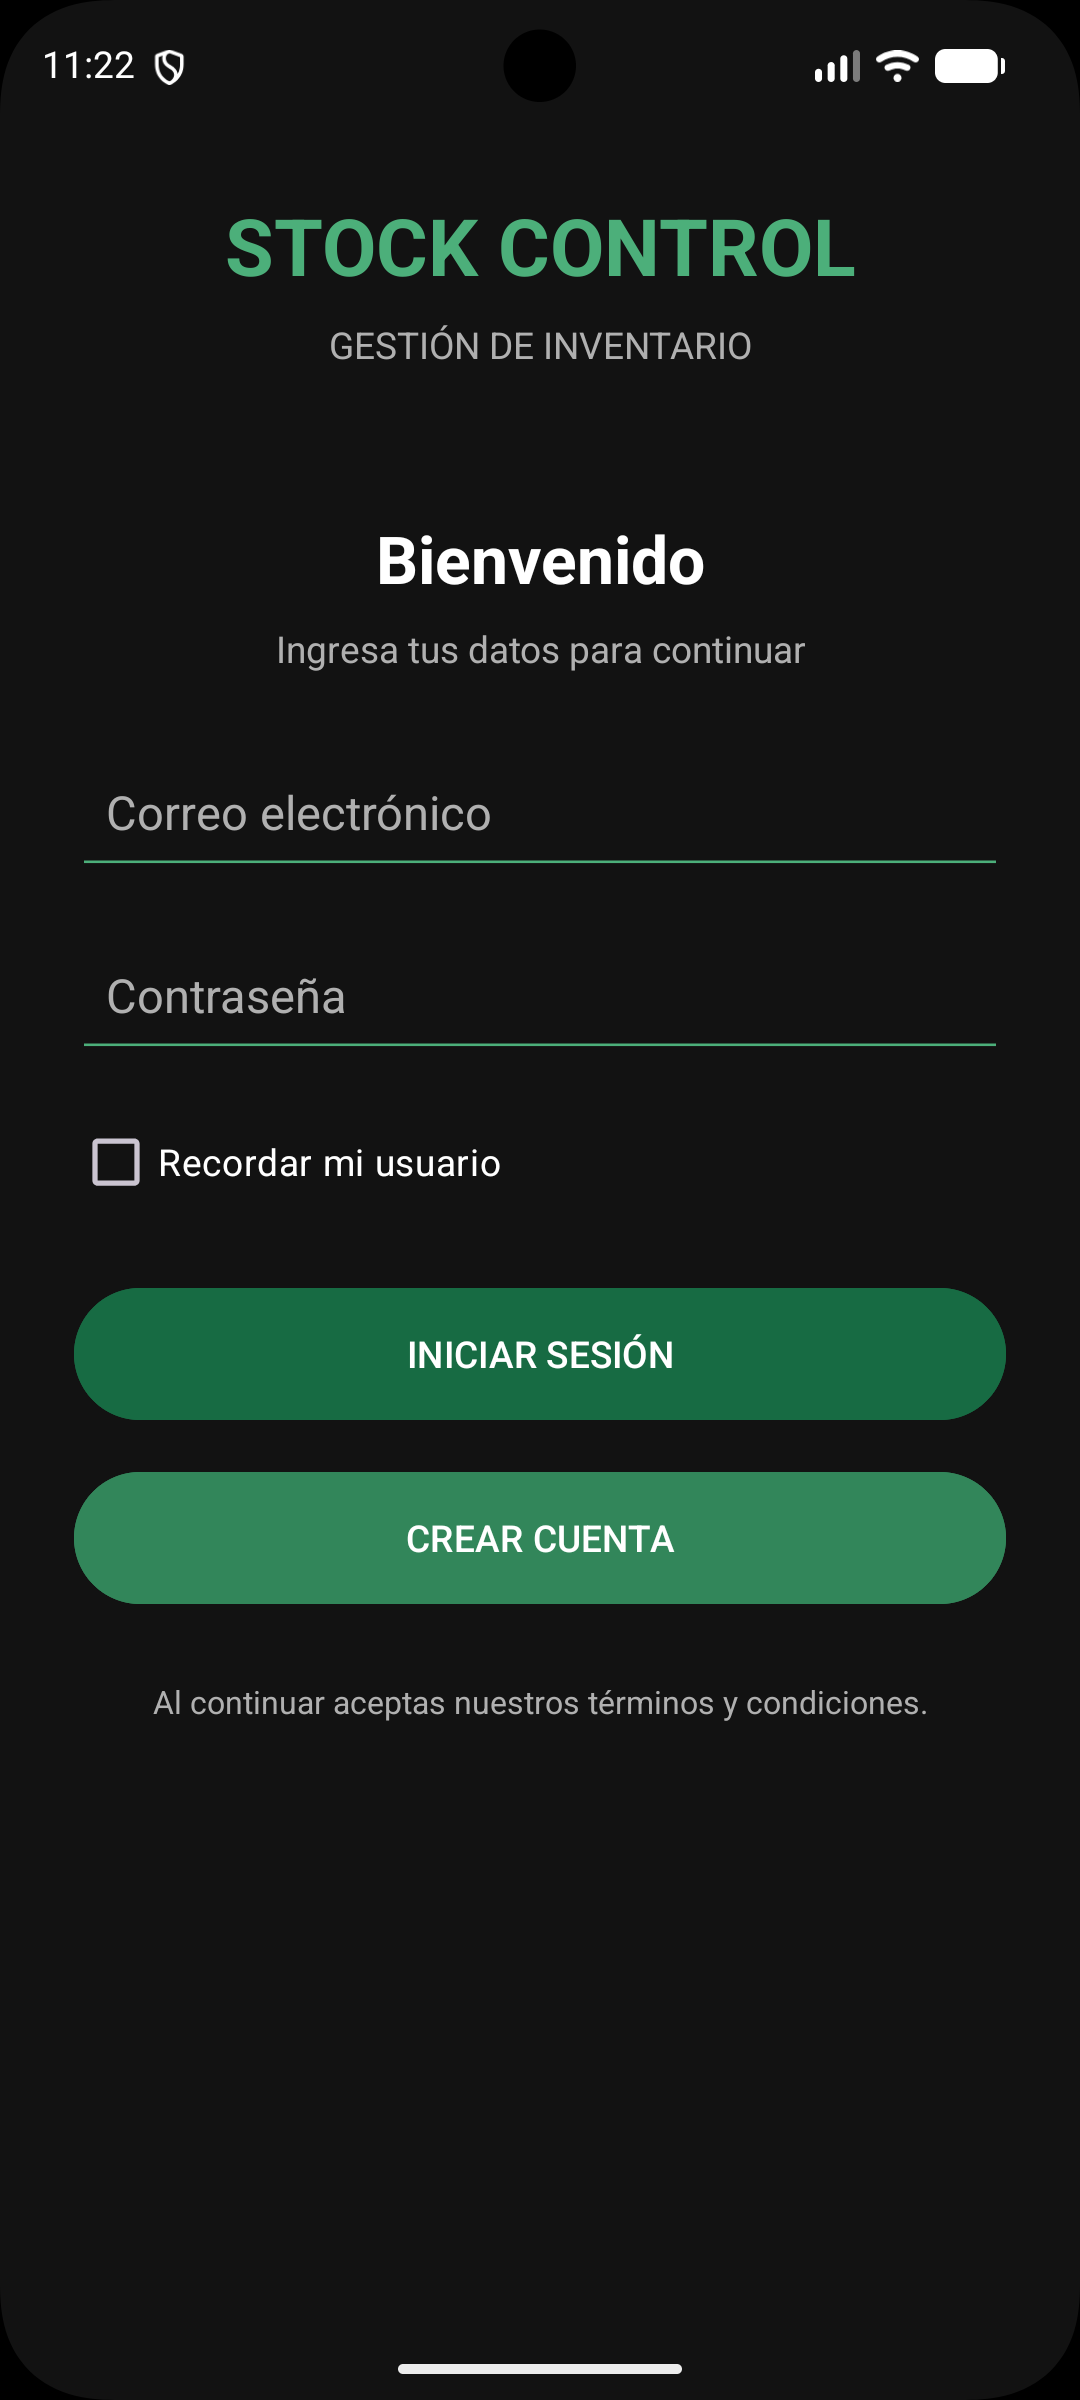 11:22
STOCK CONTROL
GESTIÓN DE INVENTARIO
Bienvenido
Ingresa tus datos para continuar
Correo electrónico
Contraseña
Recordar mi usuario
INICIAR SESIÓN
CREAR CUENTA
Al continuar aceptas nuestros términos y condiciones.